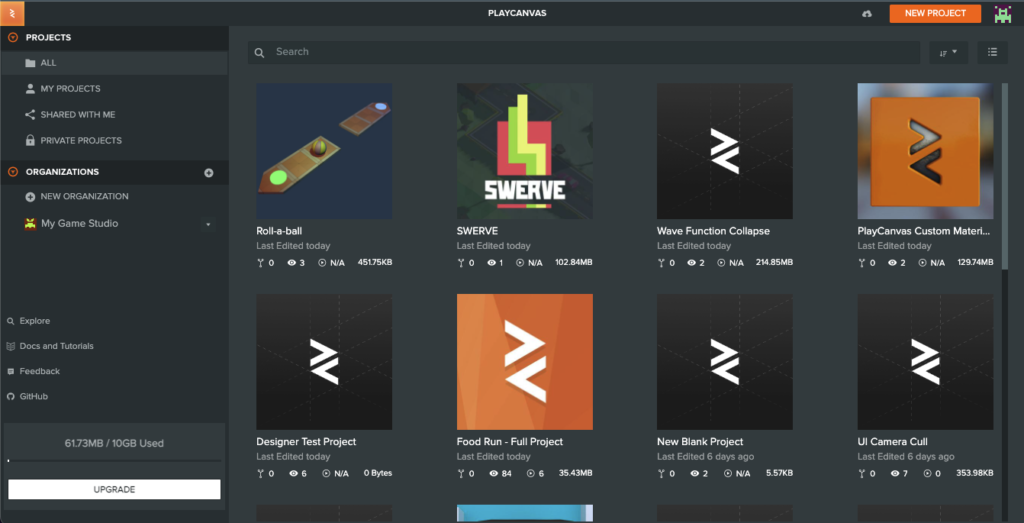 PLAYCANVAS
NEW PROJECT
PROJECTS
ALL
MY PROJECTS
SHARED WITH ME
PRIVATE PROJECTS
ORGANIZATIONS
NEW ORGANIZATION
My Game Studio
Explore
Docs and Tutorials
Feedback
GitHub
61.73MB / 10GB Used
UPGRADE
Search
SWERVE
Roll-a-ball
Last Edited today
0 3 N/A 451.75KB
SWERVE
Last Edited today
0 1 N/A 102.84MB
Wave Function Collapse
Last Edited today
0 2 N/A 214.85MB
PlayCanvas Custom Materi...
Last Edited today
0 2 N/A 129.74MB
Designer Test Project
Last Edited today
0 6 N/A 0 Bytes
Food Run - Full Project
Last Edited today
0 84 6 35.43MB
New Blank Project
Last Edited 6 days ago
0 2 N/A 5.57KB
UI Camera Cull
Last Edited 6 days ago
0 7 0 353.98KB